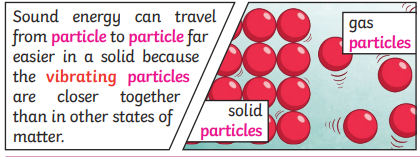 Sound energy can travel
from particle to particle far
easier in a solid because
the vibrating particles
are closer together
than in other states of
matter.
gas
particles
solid
particles